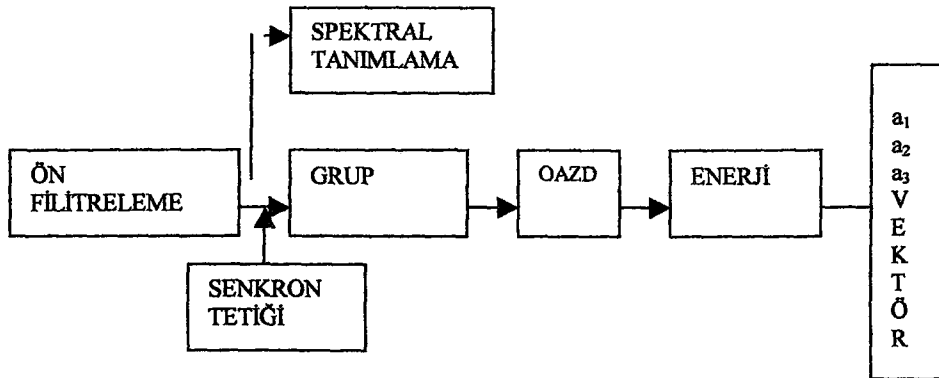 SPEKTRAL
TANIMLAMA
ÖN
FİLİTRELEME
GRUP
OAZD
ENERJİ
SENKRON
TETİĞİ
a₁
a₂
a₃
V
E
K
T
Ö
R